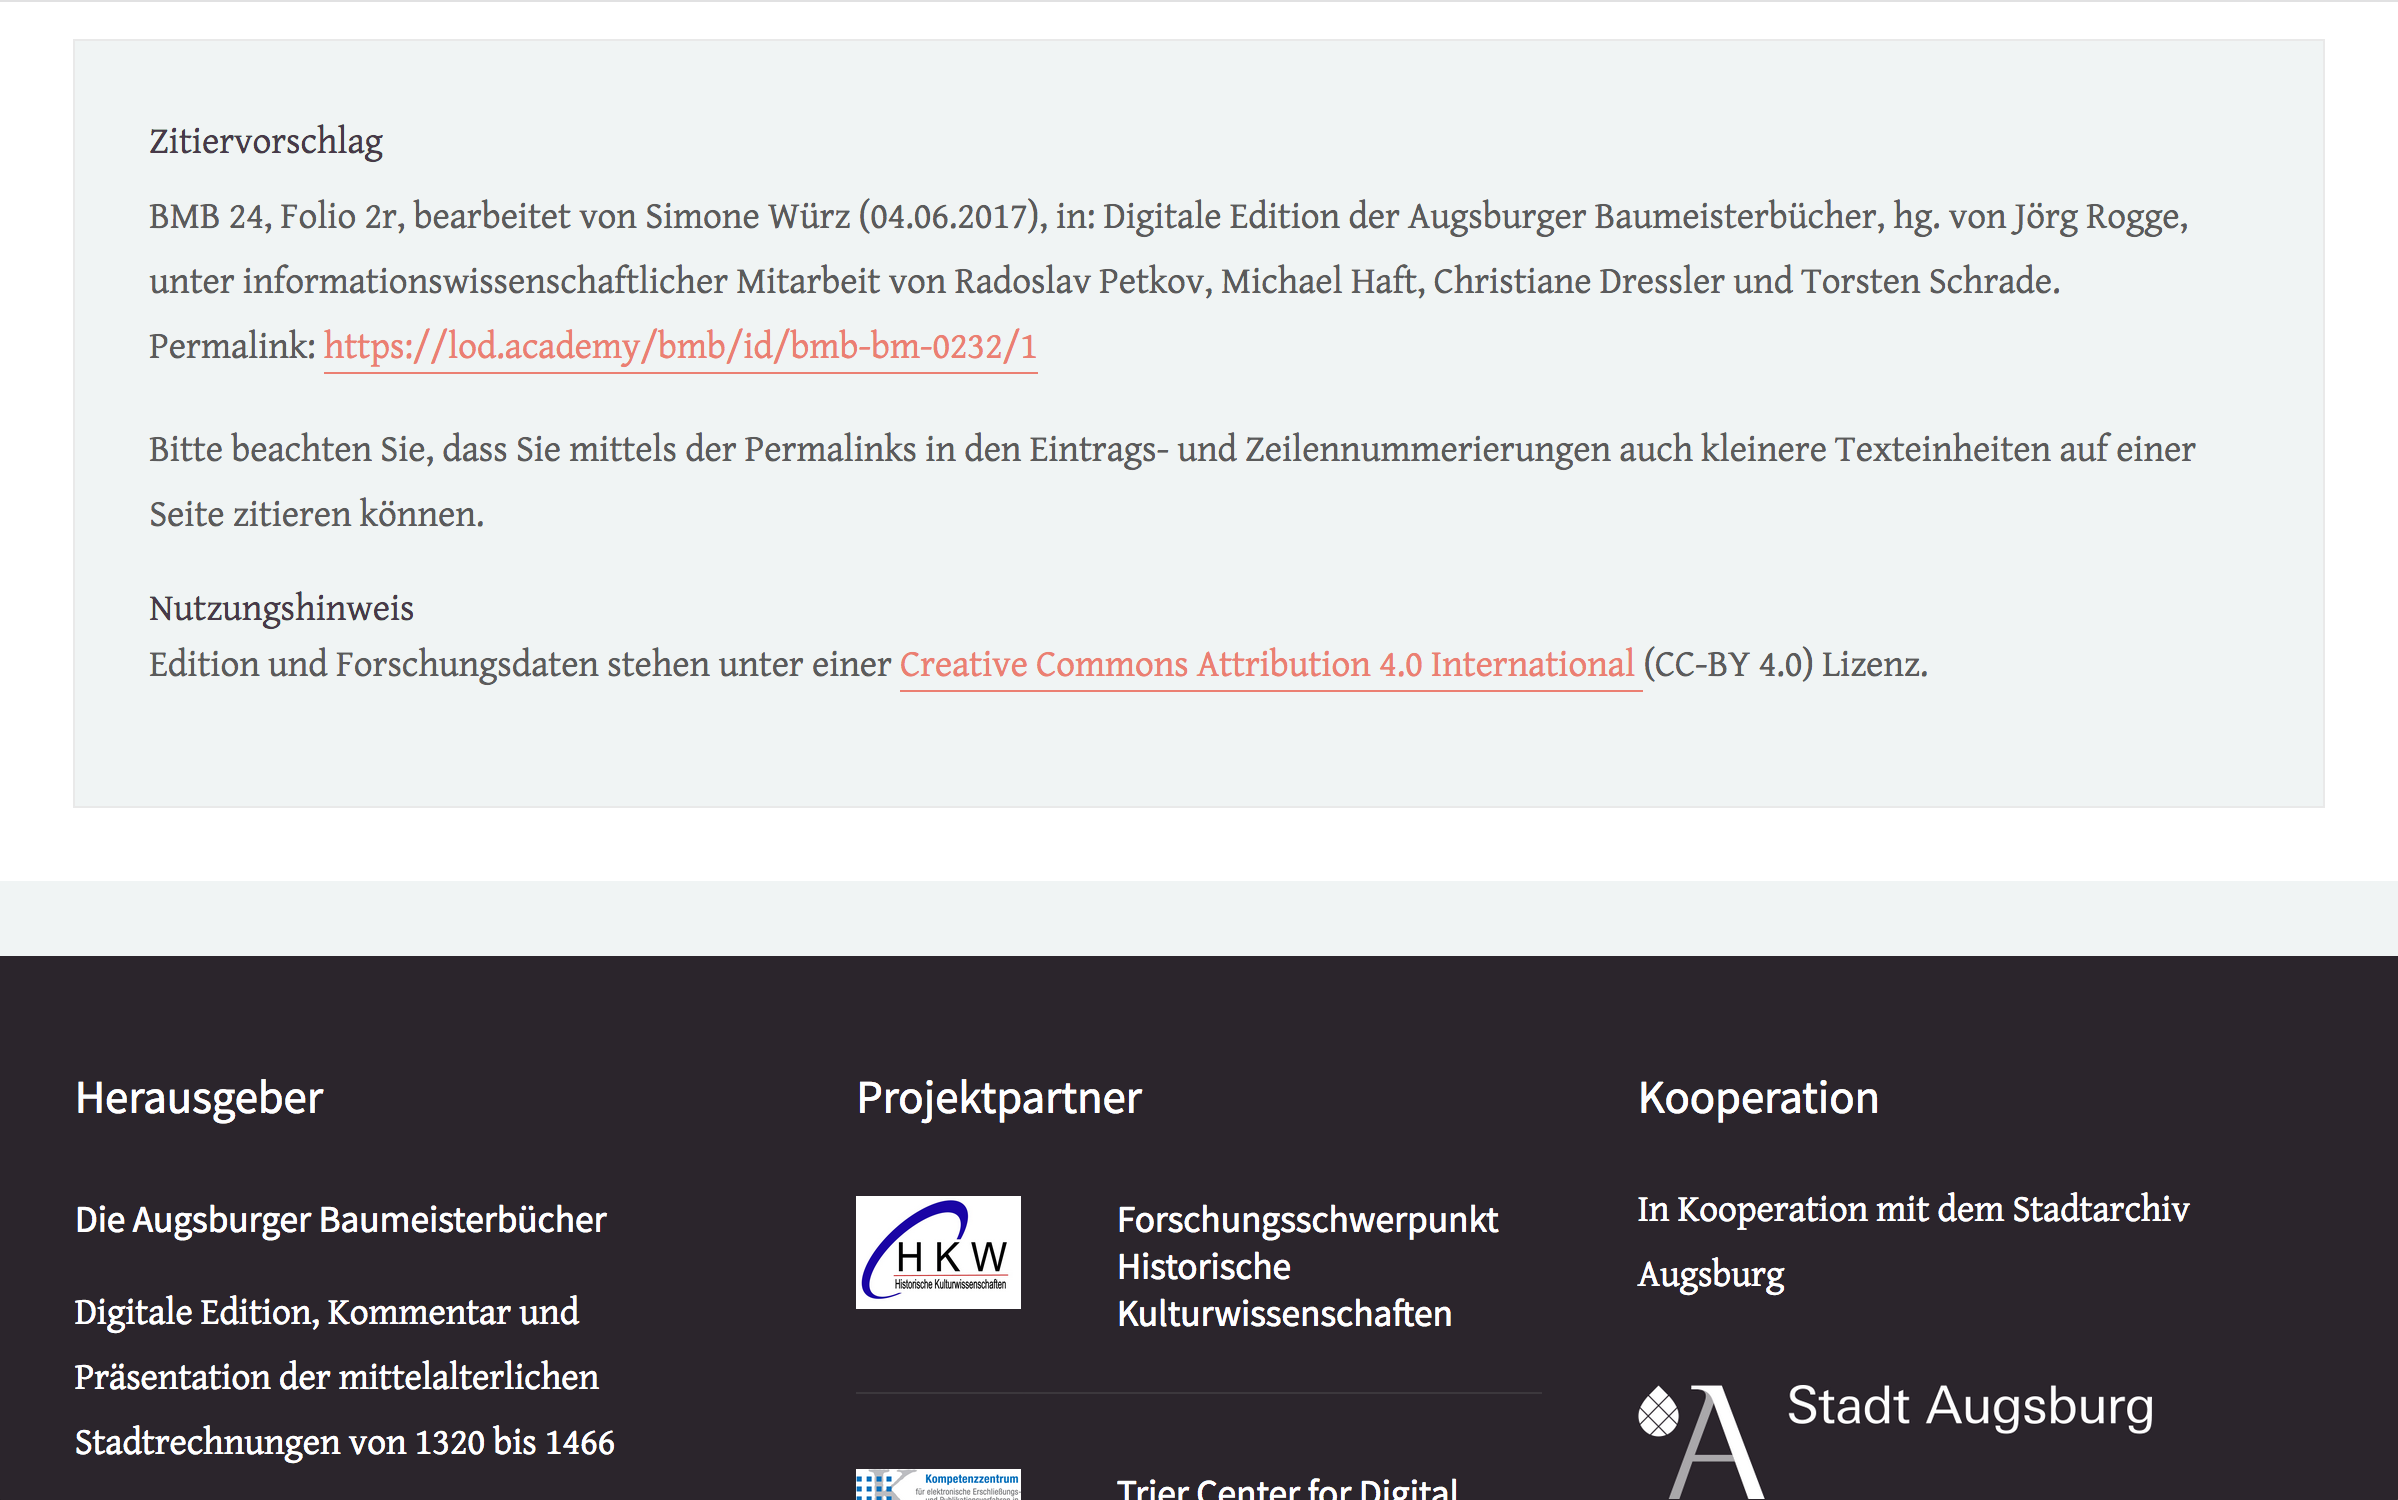 Zitiervorschlag
BMB 24, Folio 2r, bearbeitet von Simone Würz (04.06.2017), in: Digitale Edition der Augsburger Baumeisterbücher, hg. von Jörg Rogge,
unter informationswissenschaftlicher Mitarbeit von Radoslav Petkov, Michael Haft, Christiane Dressler und Torsten Schrade.
Permalink: https://lod.academy/bmb/id/bmb-bm-0232/1
Bitte beachten Sie, dass Sie mittels der Permalinks in den Eintrags- und Zeilennummerierungen auch kleinere Texteinheiten auf einer
Seite zitieren können.
Nutzungshinweis
Edition und Forschungsdaten stehen unter einer Creative Commons Attribution 4.0 International (CC-BY 4.0) Lizenz.
Herausgeber
Die Augsburger Baumeisterbücher
Digitale Edition, Kommentar und
Präsentation der mittelalterlichen
Stadtrechnungen von 1320 bis 1466
Projektpartner
HKW
Historische Kulturwissenschaften
Forschungsschwerpunkt
Historische
Kulturwissenschaften
Kompetenzzentrum
für elektronische Erschließungs-
und Publikationsverfahren in
Trier Center for Digital
Kooperation
In Kooperation mit dem Stadtarchiv
Augsburg
Stadt Augsburg